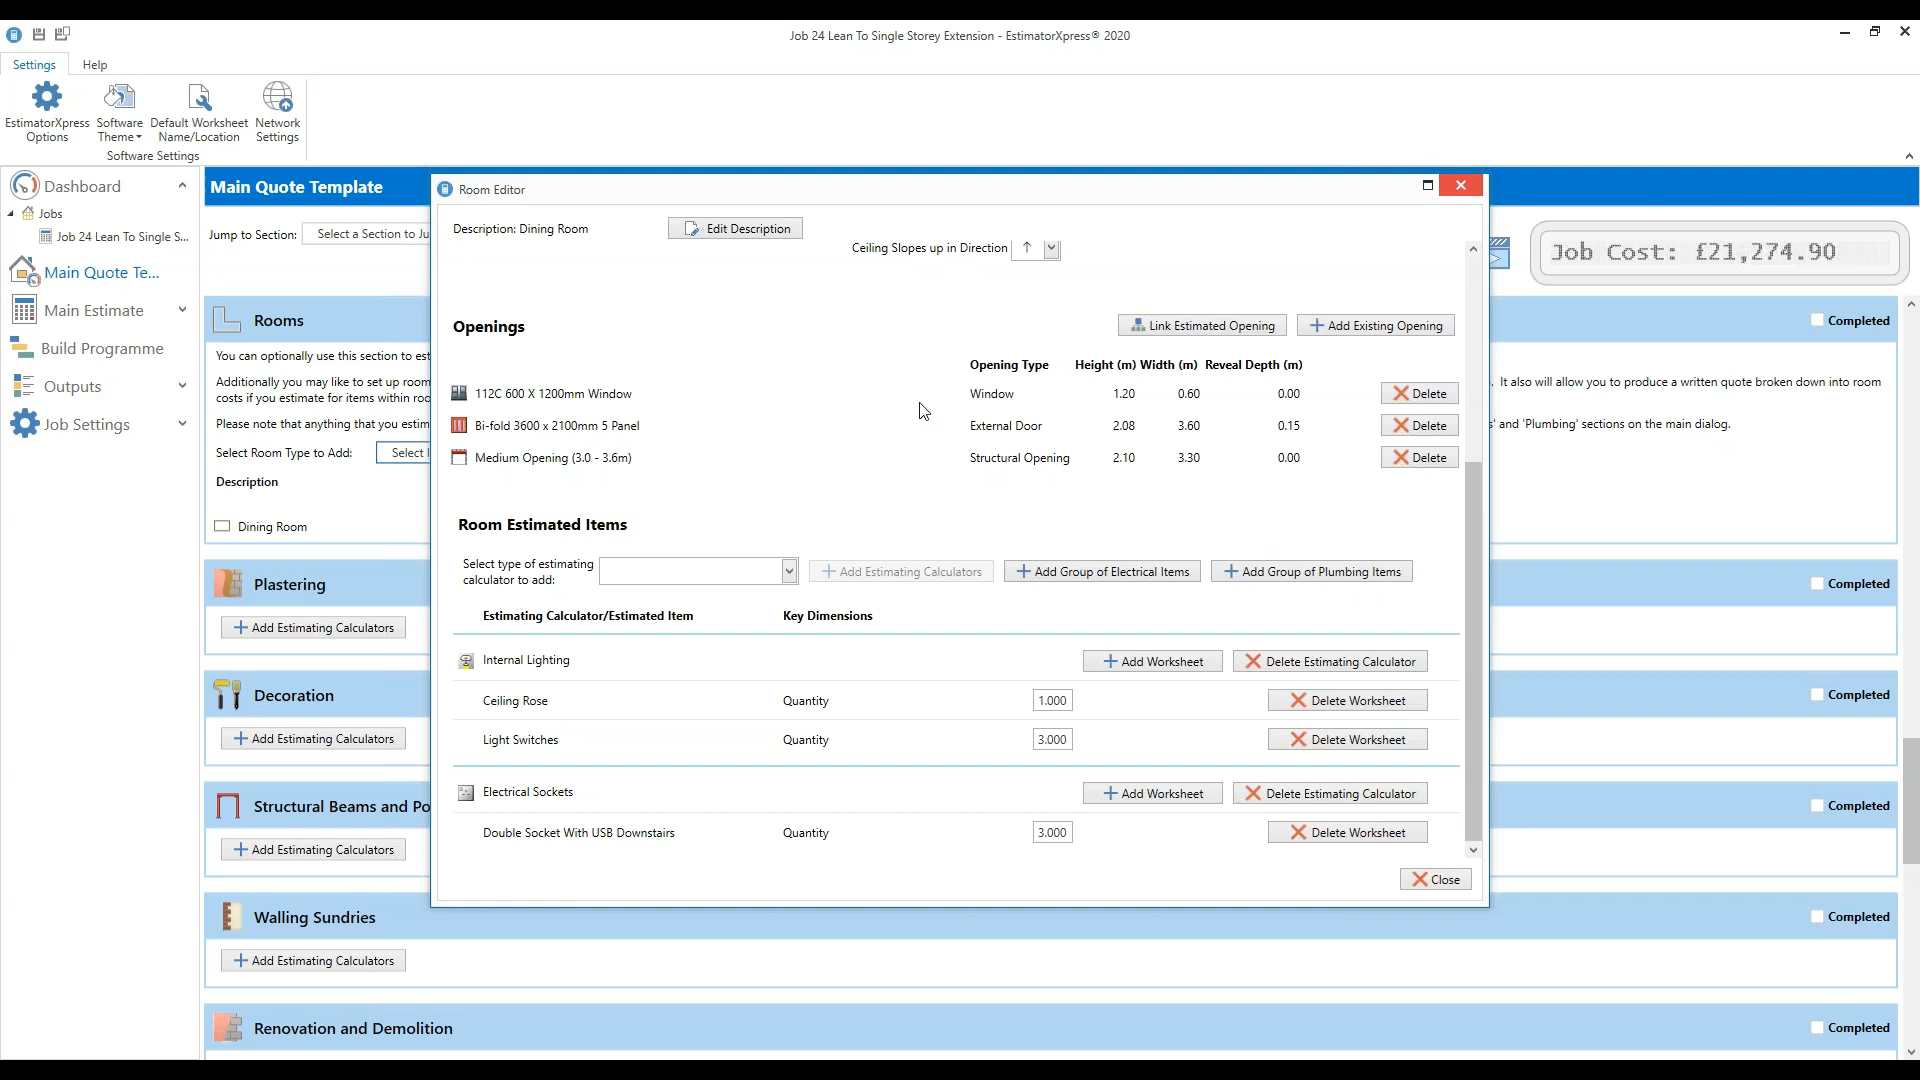 Job 24 Lean To Single Storey Extension - EstimatorXpress® 2020
Settings
Help
EstimatorXpress Options
Software Theme
Default Worksheet Name/Location
Network Settings
Software Settings
Dashboard
Jobs
Job 24 Lean To Single S...
Main Quote Te...
Main Estimate
Build Programme
Outputs
Job Settings
Main Quote Template
Jump to Section:
Select a Section to Ju
Job Cost: £21,274.90
Rooms
Completed
You can optionally use this section to est
. It also will allow you to produce a written quote broken down into room
Additionally you may like to set up room
costs if you estimate for items within roo
Please note that anything that you estim
s' and 'Plumbing' sections on the main dialog.
Select Room Type to Add:
Select I
Description
Dining Room
Plastering
Completed
Add Estimating Calculators
Decoration
Completed
Add Estimating Calculators
Structural Beams and Po
Completed
Add Estimating Calculators
Walling Sundries
Completed
Add Estimating Calculators
Renovation and Demolition
Completed
Room Editor
Description: Dining Room
Edit Description
Ceiling Slopes up in Direction
Openings
Link Estimated Opening
Add Existing Opening
Opening Type Height (m) Width (m) Reveal Depth (m)
112C 600 X 1200mm Window Window 1.20 0.60 0.00 Delete
Bi-fold 3600 x 2100mm 5 Panel External Door 2.08 3.60 0.15 Delete
Medium Opening (3.0 - 3.6m) Structural Opening 2.10 3.30 0.00 Delete
Room Estimated Items
Select type of estimating
calculator to add:
Add Estimating Calculators
Add Group of Electrical Items
Add Group of Plumbing Items
Estimating Calculator/Estimated Item Key Dimensions
Internal Lighting Add Worksheet Delete Estimating Calculator
Ceiling Rose Quantity 1.000 Delete Worksheet
Light Switches Quantity 3.000 Delete Worksheet
Electrical Sockets Add Worksheet Delete Estimating Calculator
Double Socket With USB Downstairs Quantity 3.000 Delete Worksheet
Close